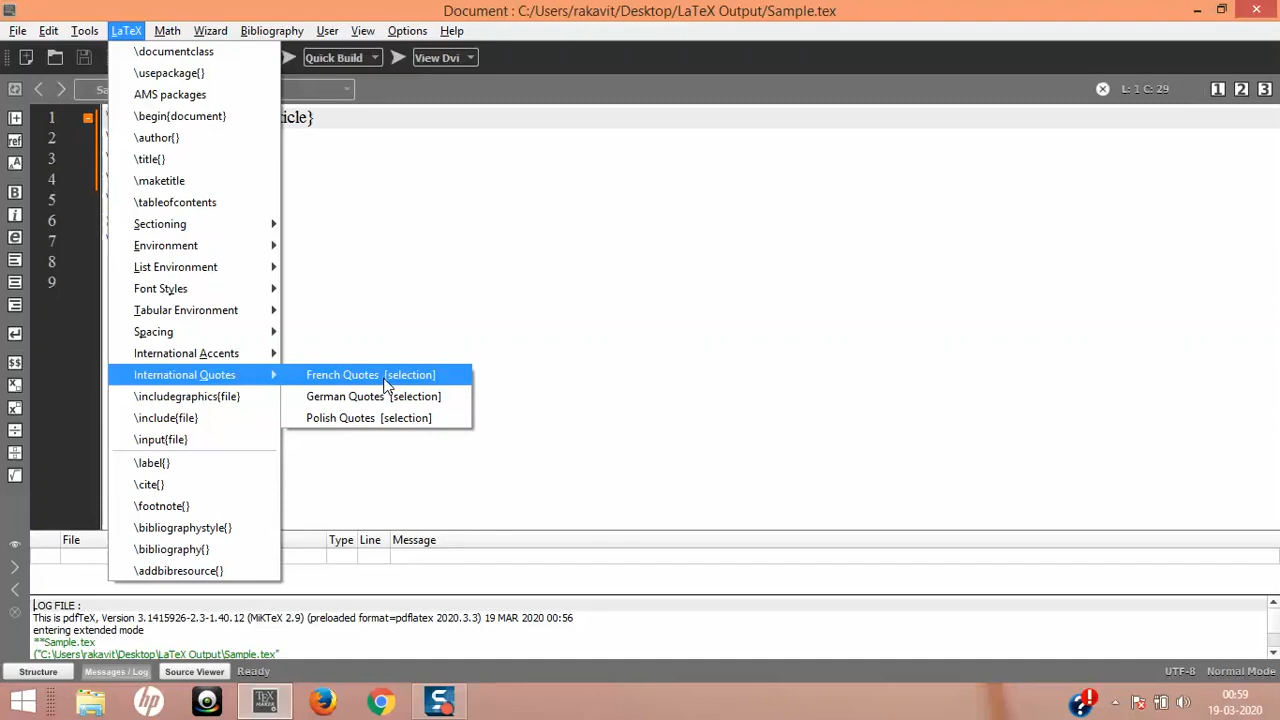 Document : C:/Users/rakavit/Desktop/LaTeX Output/Sample.tex
File Edit Tools LaTeX Math Wizard Bibliography User View Options Help
Quick Build View Dvi
L: 1 C: 29 1 2 3
\documentclass
\usepackage{}
AMS packages
\begin{document}
\author{}
\title{}
\maketitle
\tableofcontents
Sectioning
Environment
List Environment
Font Styles
Tabular Environment
Spacing
International Accents
International Quotes
\includegraphics{file}
\include{file}
\input{file}
\label{}
\cite{}
\footnote{}
\bibliographystyle{}
\bibliography{}
\addbibresource{}
French Quotes [selection]
German Quotes [selection]
Polish Quotes [selection]
1 ticle}
2
3
4
5
6
7
8
9
ref
B
i
e
$$
File Type Line Message
LOG FILE :
This is pdfTeX, Version 3.1415926-2.3-1.40.12 (MiKTeX 2.9) (preloaded format=pdflatex 2020.3.3) 19 MAR 2020 00:56
entering extended mode
**Sample.tex
("C:\Users\rakavit\Desktop\LaTeX Output\Sample.tex"
Structure Messages / Log Source Viewer Ready UTF-8 Normal Mode
hp TEX MAKER S 00:59
19-03-2020